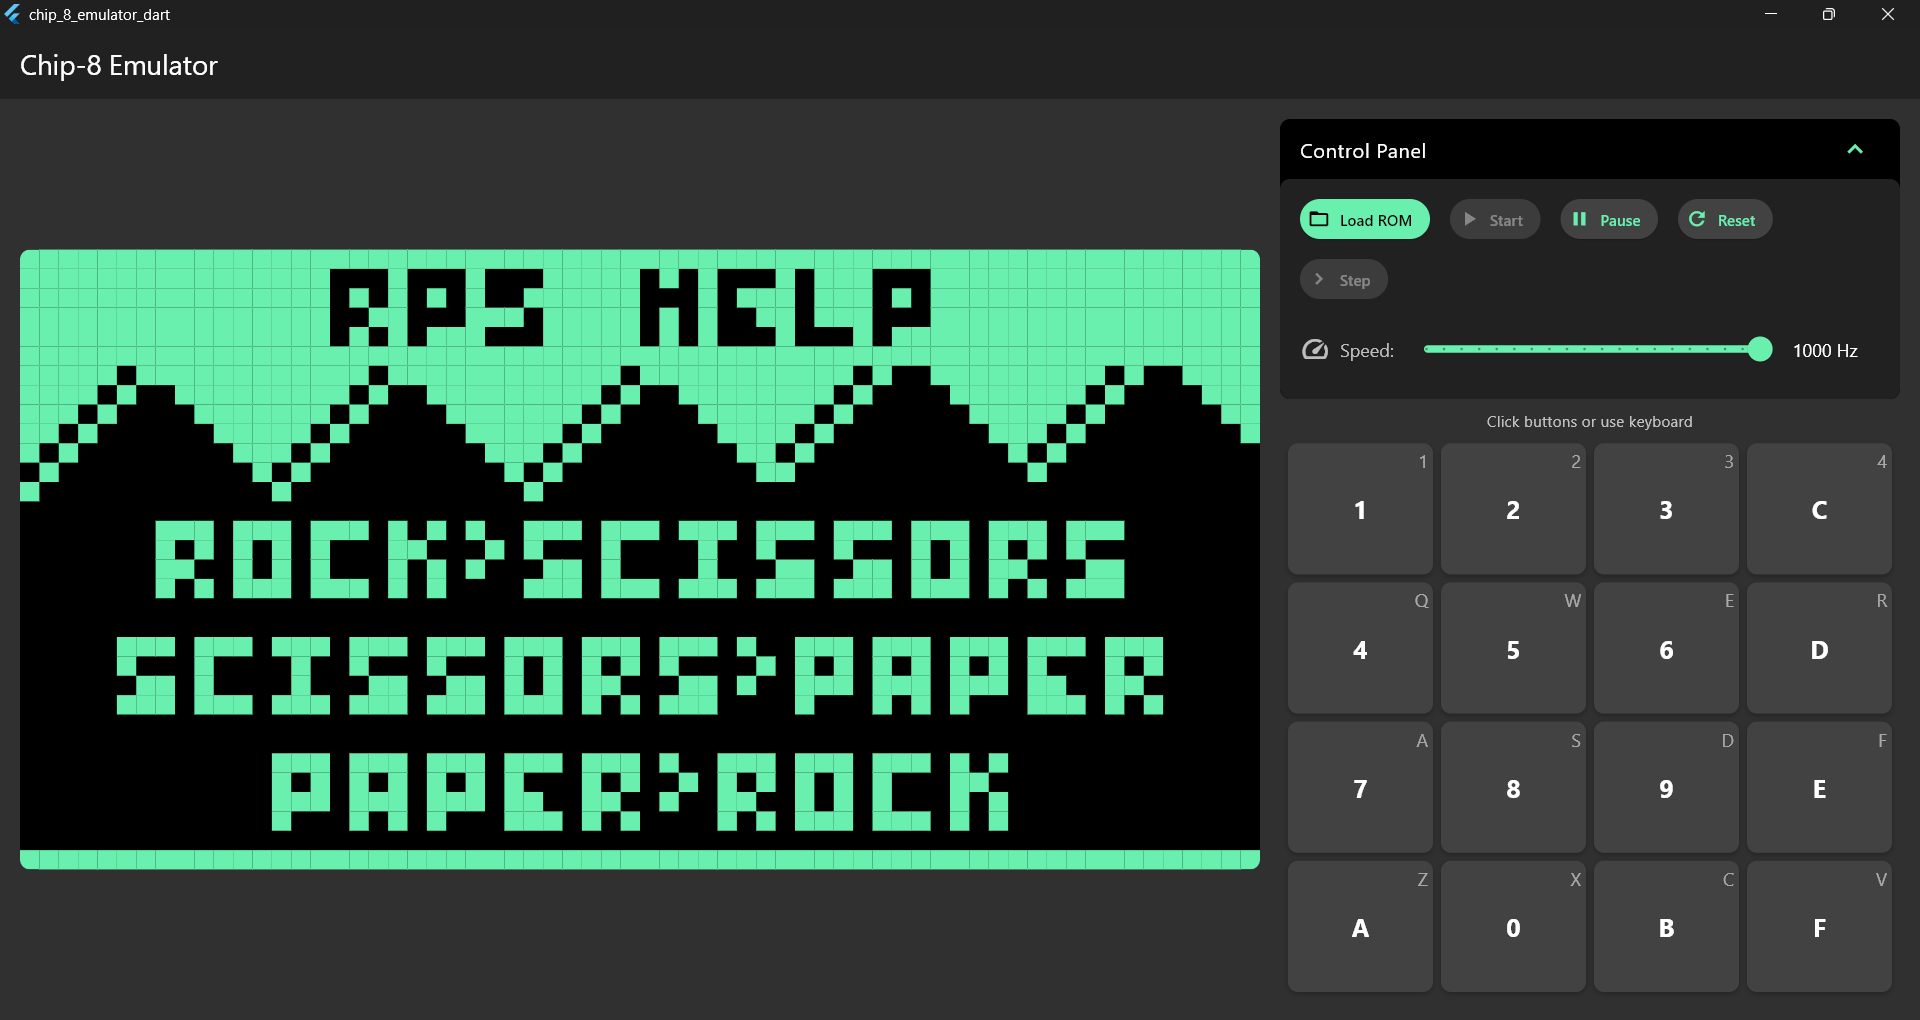 chip_8_emulator_dart
Chip-8 Emulator
RPS HELP
ROCK>SCISSORS
SCISSORS>PAPER
PAPER>ROCK
Control Panel
Load ROM
Start
Pause
Reset
Step
Speed:
1000 Hz
Click buttons or use keyboard
1 2 3 4
1 2 3 C
Q W E R
4 5 6 D
A S D F
7 8 9 E
Z X C V
A 0 B F